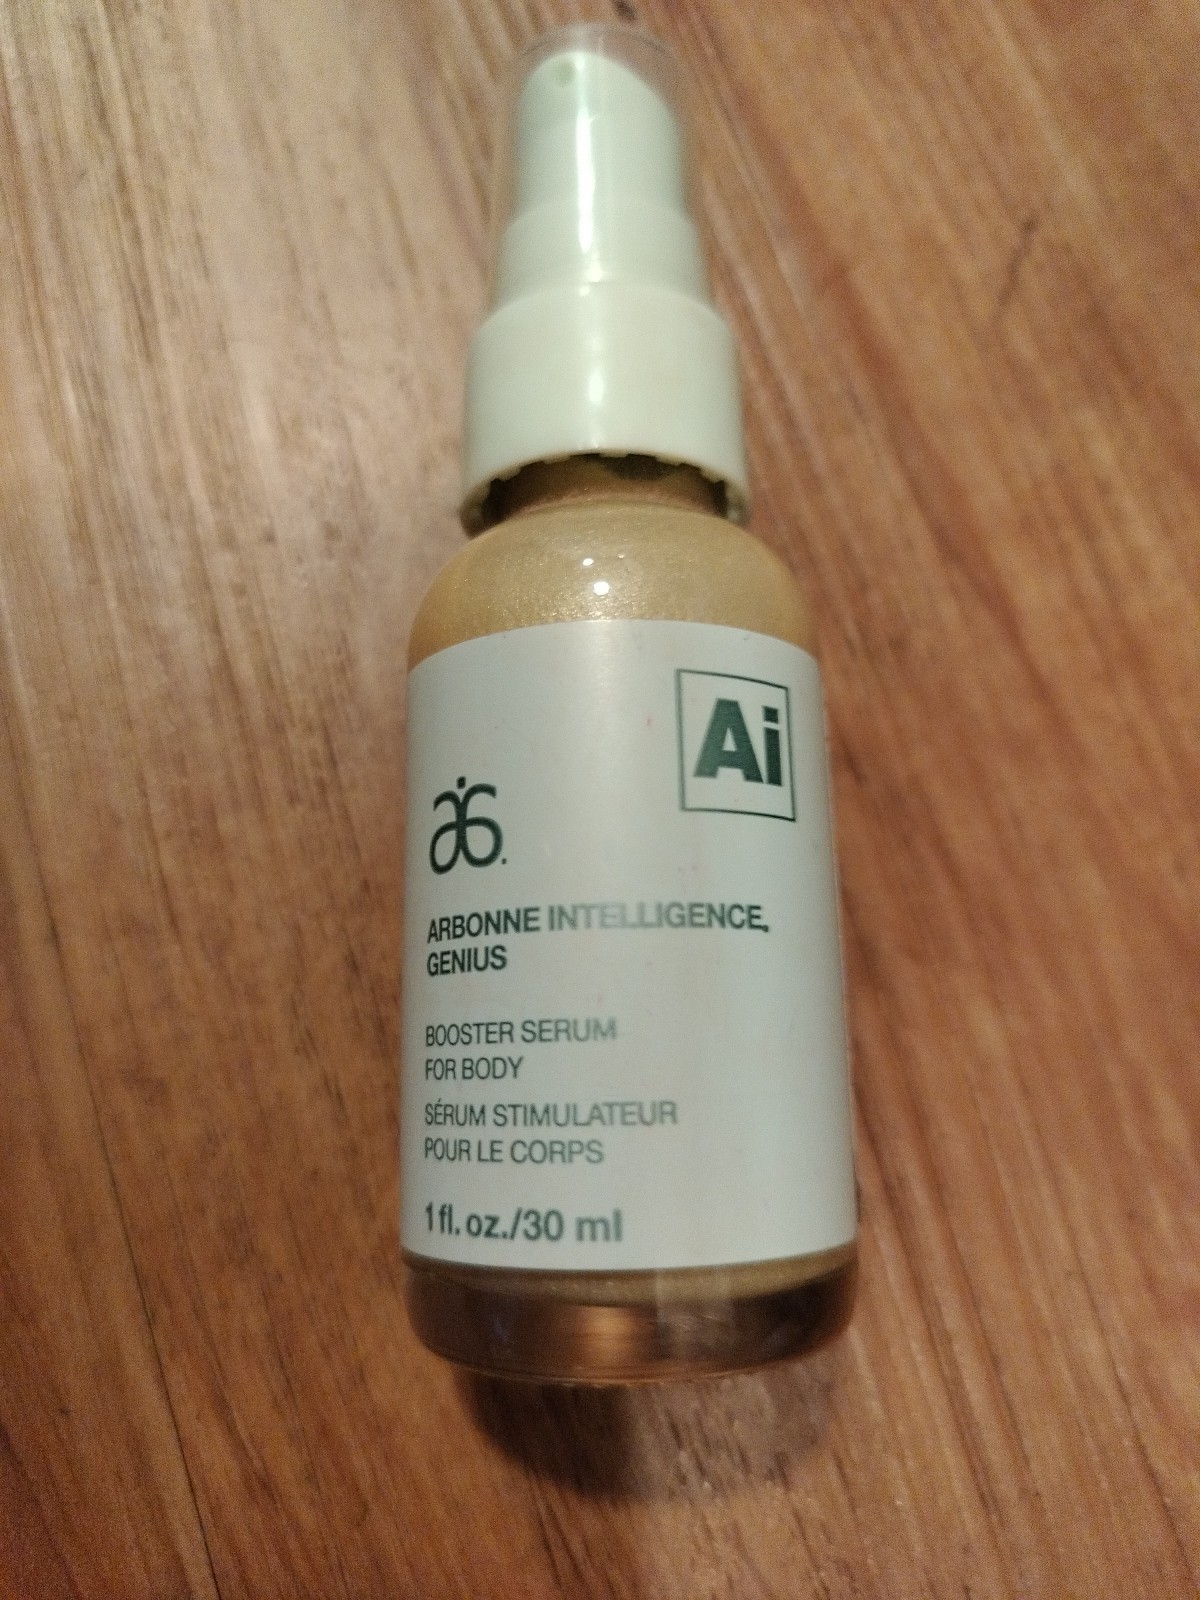 Ai
ARBONNE INTELLIGENCE
GENIUS
BOOSTER SERUM
FOR BODY
SÉRUM STIMULATEUR
POUR LE CORPS
1 fl. oz./30 ml